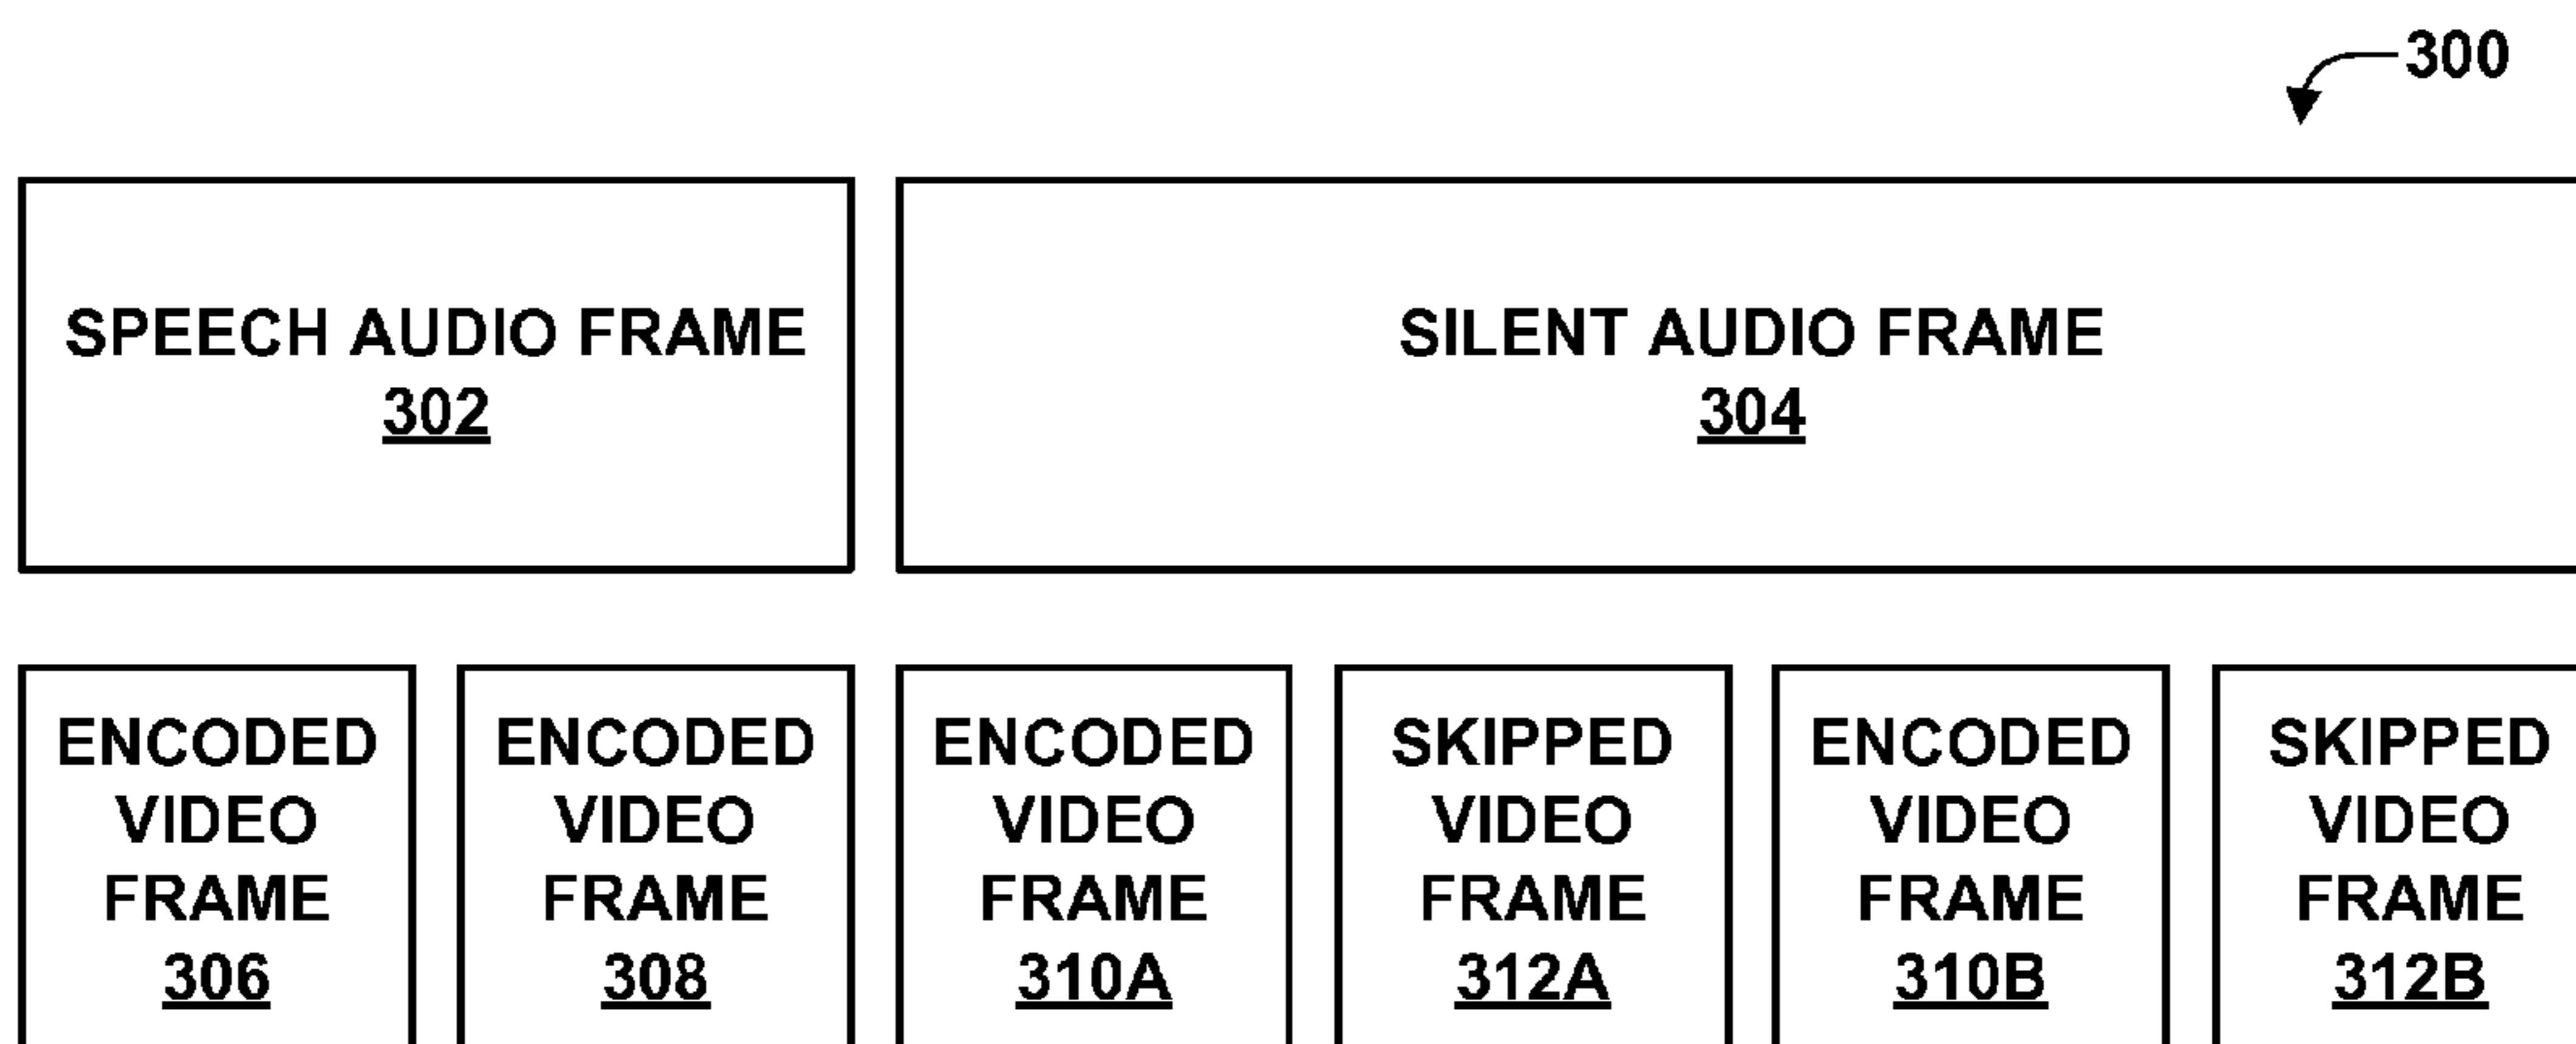 300
SPEECH AUDIO FRAME
302
SILENT AUDIO FRAME
304
ENCODED
VIDEO
FRAME
306
ENCODED
VIDEO
FRAME
308
ENCODED
VIDEO
FRAME
310A
SKIPPED
VIDEO
FRAME
312A
ENCODED
VIDEO
FRAME
310B
SKIPPED
VIDEO
FRAME
312B